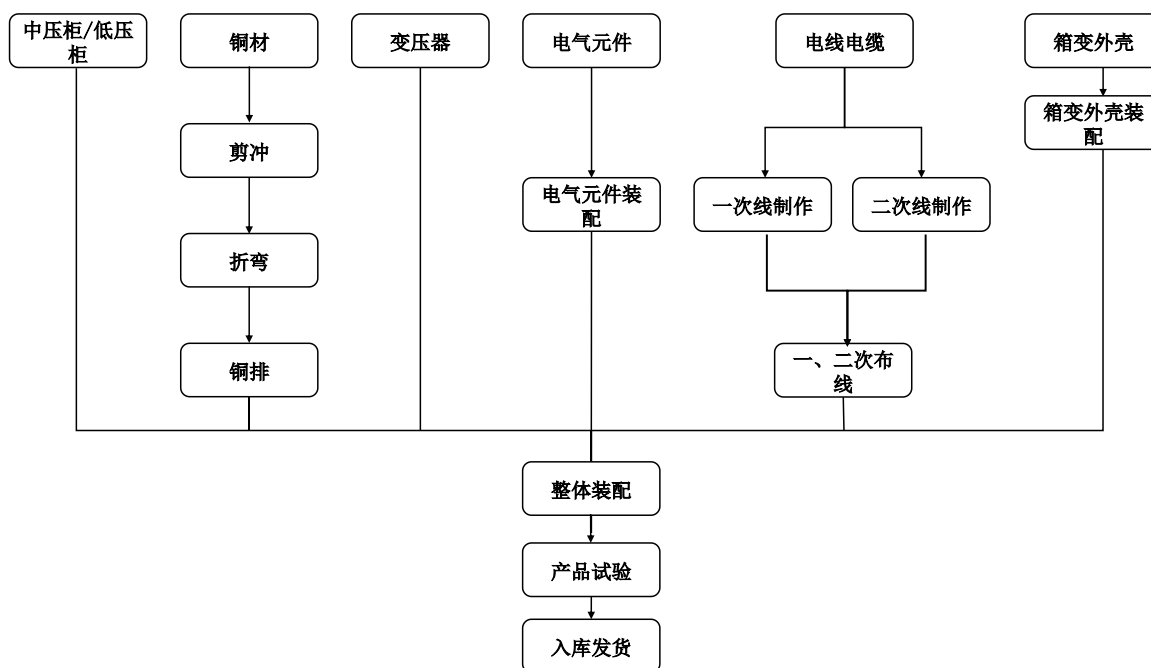 中压柜/低压
柜
铜材
变压器
电气元件
电线电缆
箱变外壳
箱变外壳装
配
剪冲
电气元件装
配
一次线制作
二次线制作
折弯
铜排
一、二次布
线
整体装配
产品试验
入库发货